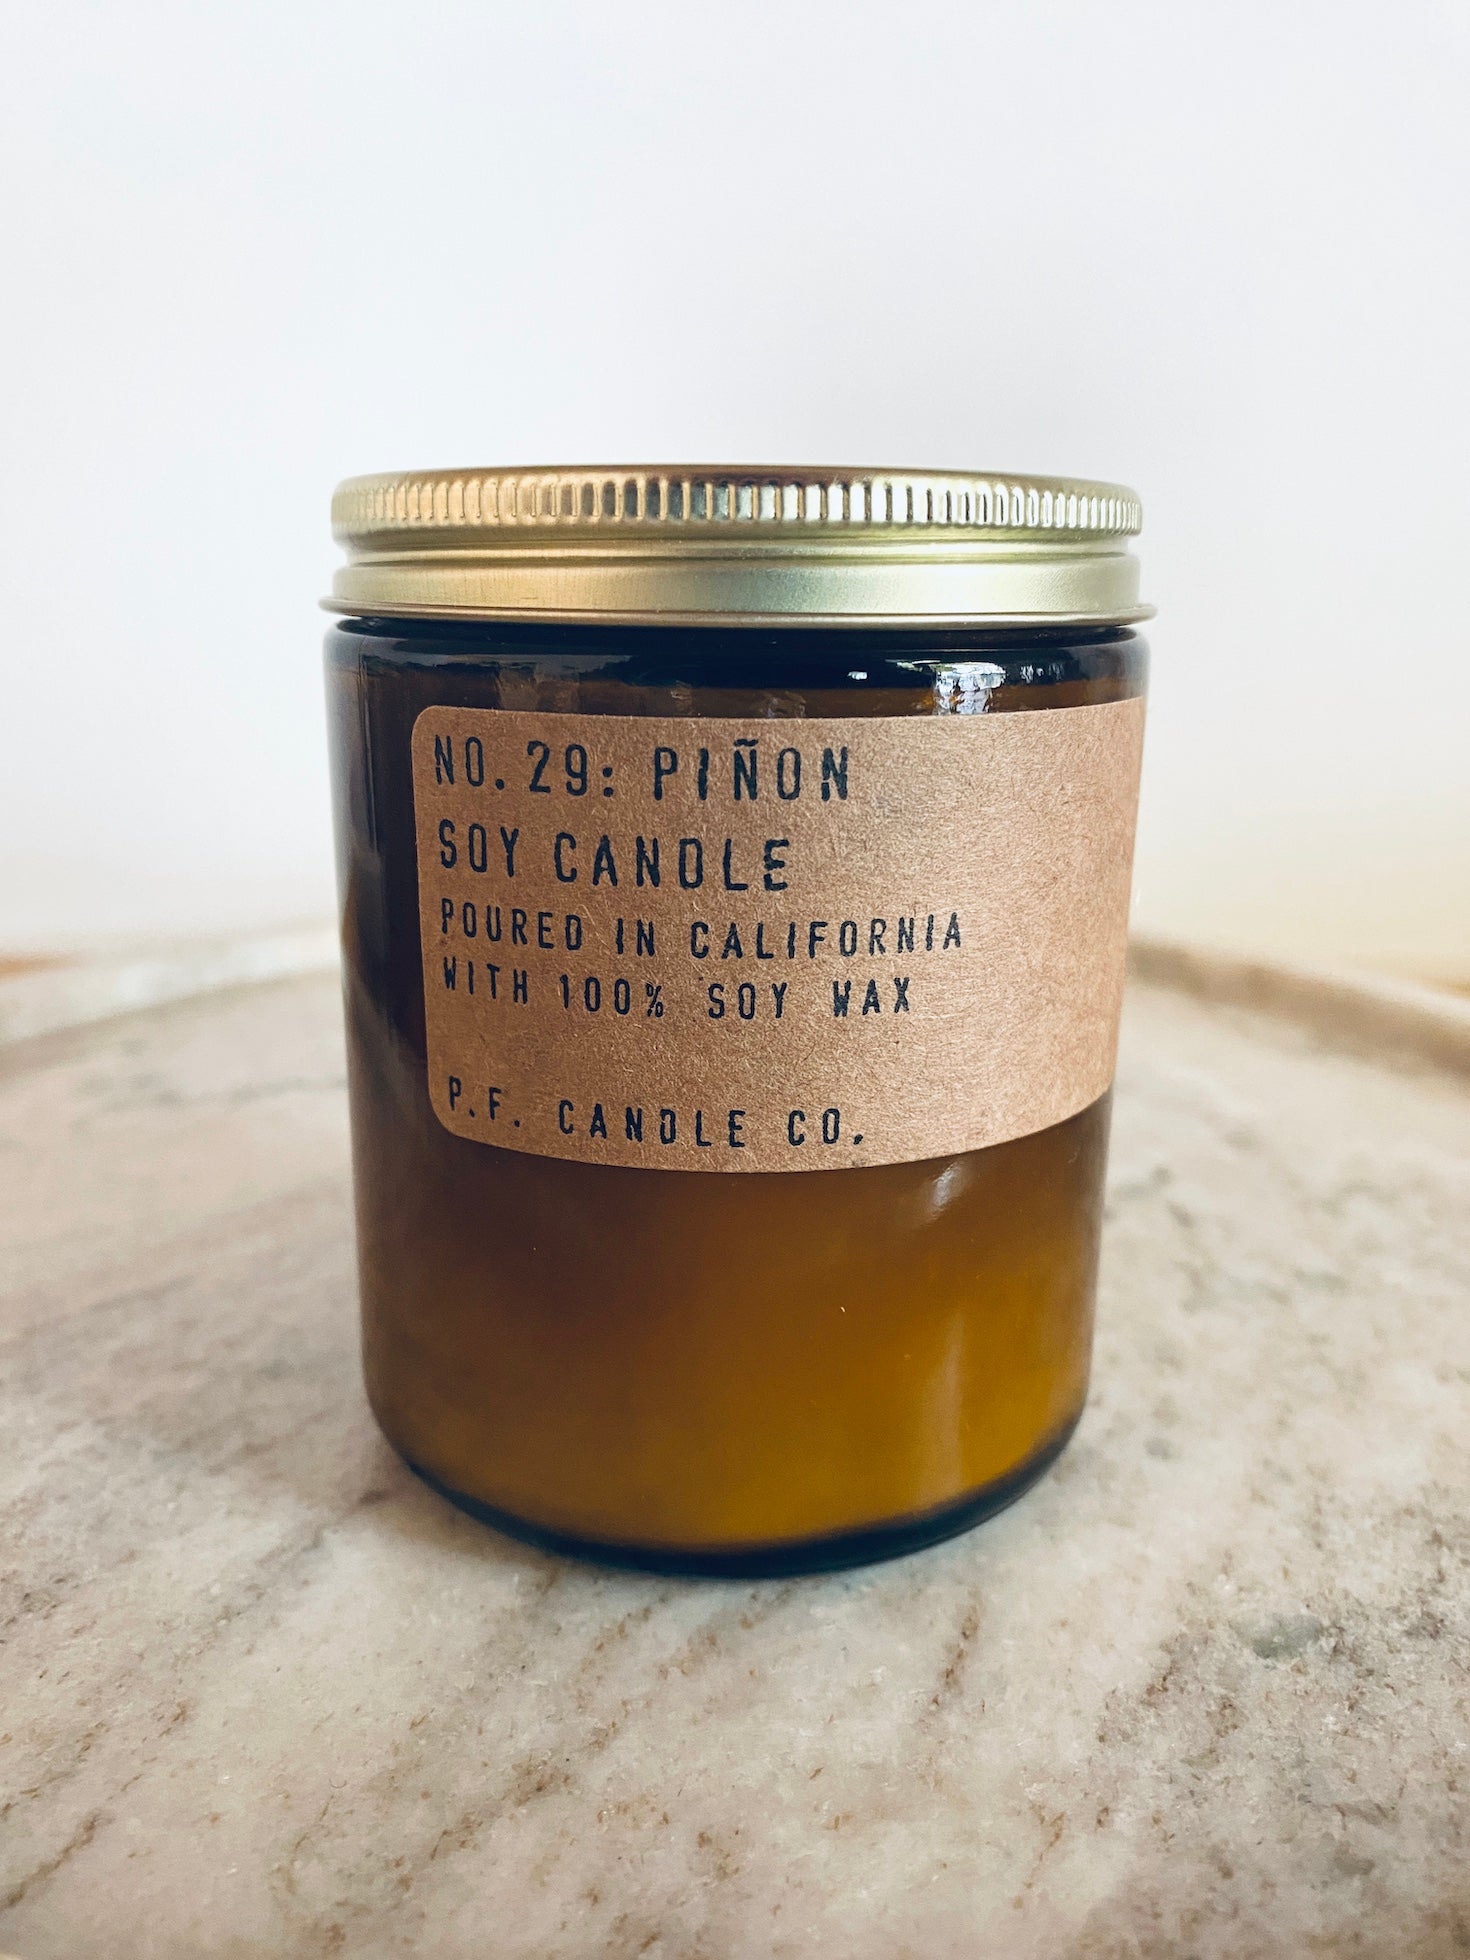 NO. 29: PIÑON
SOY CANDLE
POURED IN CALIFORNIA
WITH 100% SOY WAX
P.F. CANDLE CO.